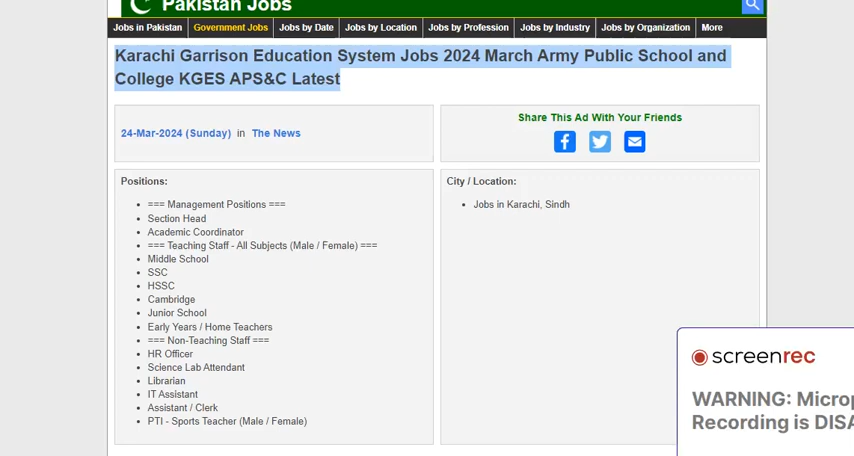 Pakistan Jobs
Jobs in Pakistan Government Jobs Jobs by Date Jobs by Location Jobs by Profession Jobs by Industry Jobs by Organization More
Karachi Garrison Education System Jobs 2024 March Army Public School and
College KGES APS&C Latest
24-Mar-2024 (Sunday) in The News
Share This Ad With Your Friends
Positions:
=== Management Positions ===
Section Head
Academic Coordinator
=== Teaching Staff - All Subjects (Male / Female) ===
Middle School
SSC
HSSC
Cambridge
Junior School
Early Years / Home Teachers
=== Non-Teaching Staff ===
HR Officer
Science Lab Attendant
Librarian
IT Assistant
Assistant / Clerk
PTI - Sports Teacher (Male / Female)
City / Location:
Jobs in Karachi, Sindh
screenrec
WARNING: Microp
Recording is DISA